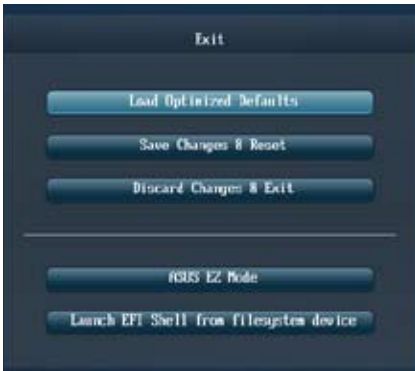 Exit
Load Optimized Defaults
Save Changes & Reset
Discard Changes & Exit
ASUS EZ Mode
Launch EFI Shell from filesystem device